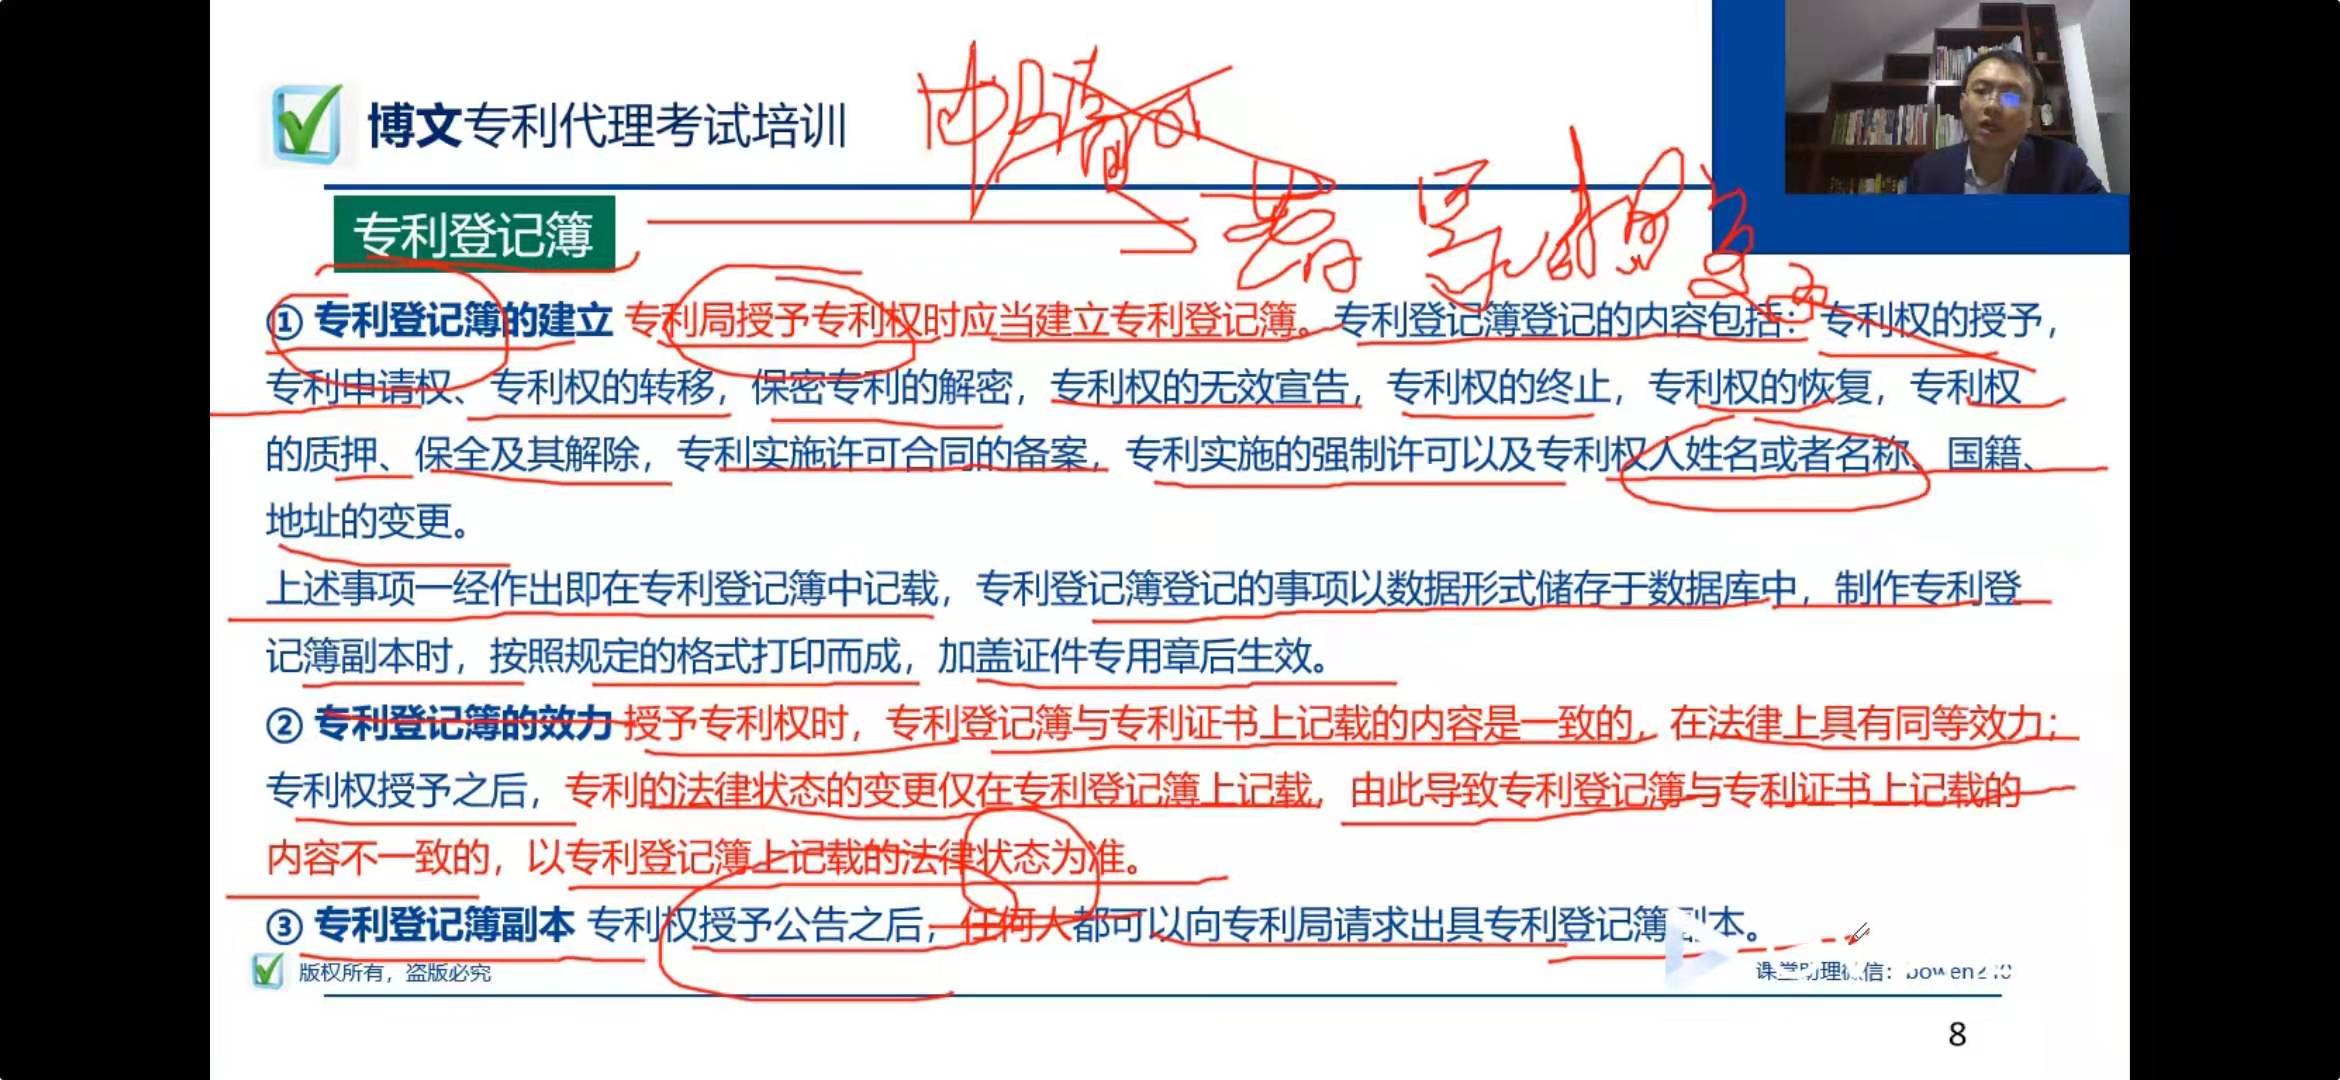 博文专利代理考试培训
申请日
专利登记簿
① 专利登记簿的建立 专利局授予专利权时应当建立专利登记簿。专利登记簿登记的内容包括：专利权的授予，
专利申请权、专利权的转移，保密专利的解密，专利权的无效宣告，专利权的终止，专利权的恢复，专利权
的质押、保全及其解除，专利实施许可合同的备案，专利实施的强制许可以及专利权人姓名或者名称、国籍、
地址的变更。
上述事项一经作出即在专利登记簿中记载，专利登记簿登记的事项以数据形式储存于数据库中，制作专利登
记簿副本时，按照规定的格式打印而成，加盖证件专用章后生效。
② 专利登记簿的效力 授予专利权时，专利登记簿与专利证书上记载的内容是一致的，在法律上具有同等效力；
专利权授予之后，专利的法律状态的变更仅在专利登记簿上记载，由此导致专利登记簿与专利证书上记载的
内容不一致的，以专利登记簿上记载的法律状态为准。
③ 专利登记簿副本 专利权授予公告之后，任何人都可以向专利局请求出具专利登记簿副本。
版权所有，盗版必究
课堂助理微信：bowen210
8